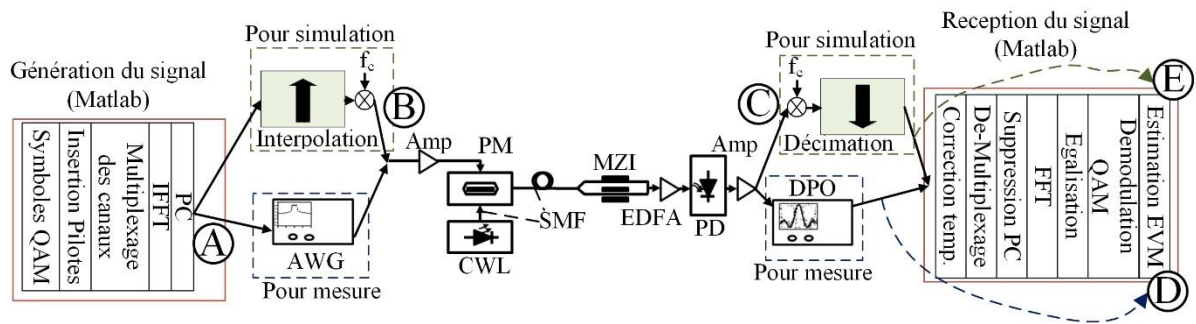 Génération du signal
(Matlab)
Symboles QAM
Insertion Pilotes
Multiplexage
des canaux
IFFT
PC
A
Pour simulation
fc
Interpolation
B
AWG
Pour mesure
Amp
PM
CWL
SMF
MZI
EDFA
PD
Amp
Pour simulation
fc
C
Décimation
DPO
Pour mesure
Reception du signal
(Matlab)
E
Correction temp.
De-Multiplexage
Suppression PC
FFT
Egalisation
QAM
Demodulation
Estimation EVM
D